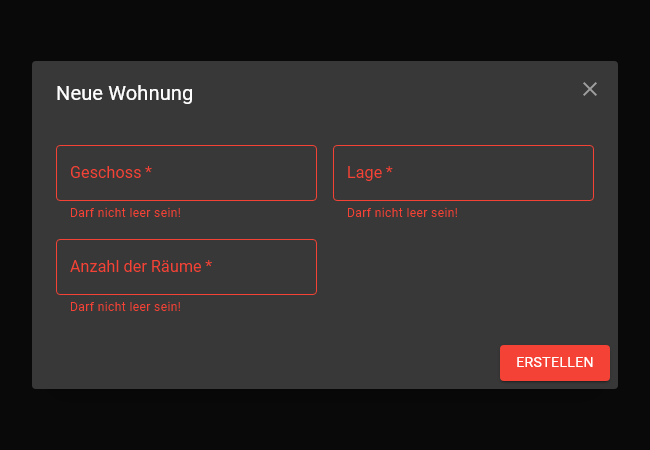 Neue Wohnung
Geschoss *
Lage *
Darf nicht leer sein!
Darf nicht leer sein!
Anzahl der Räume *
Darf nicht leer sein!
ERSTELLEN